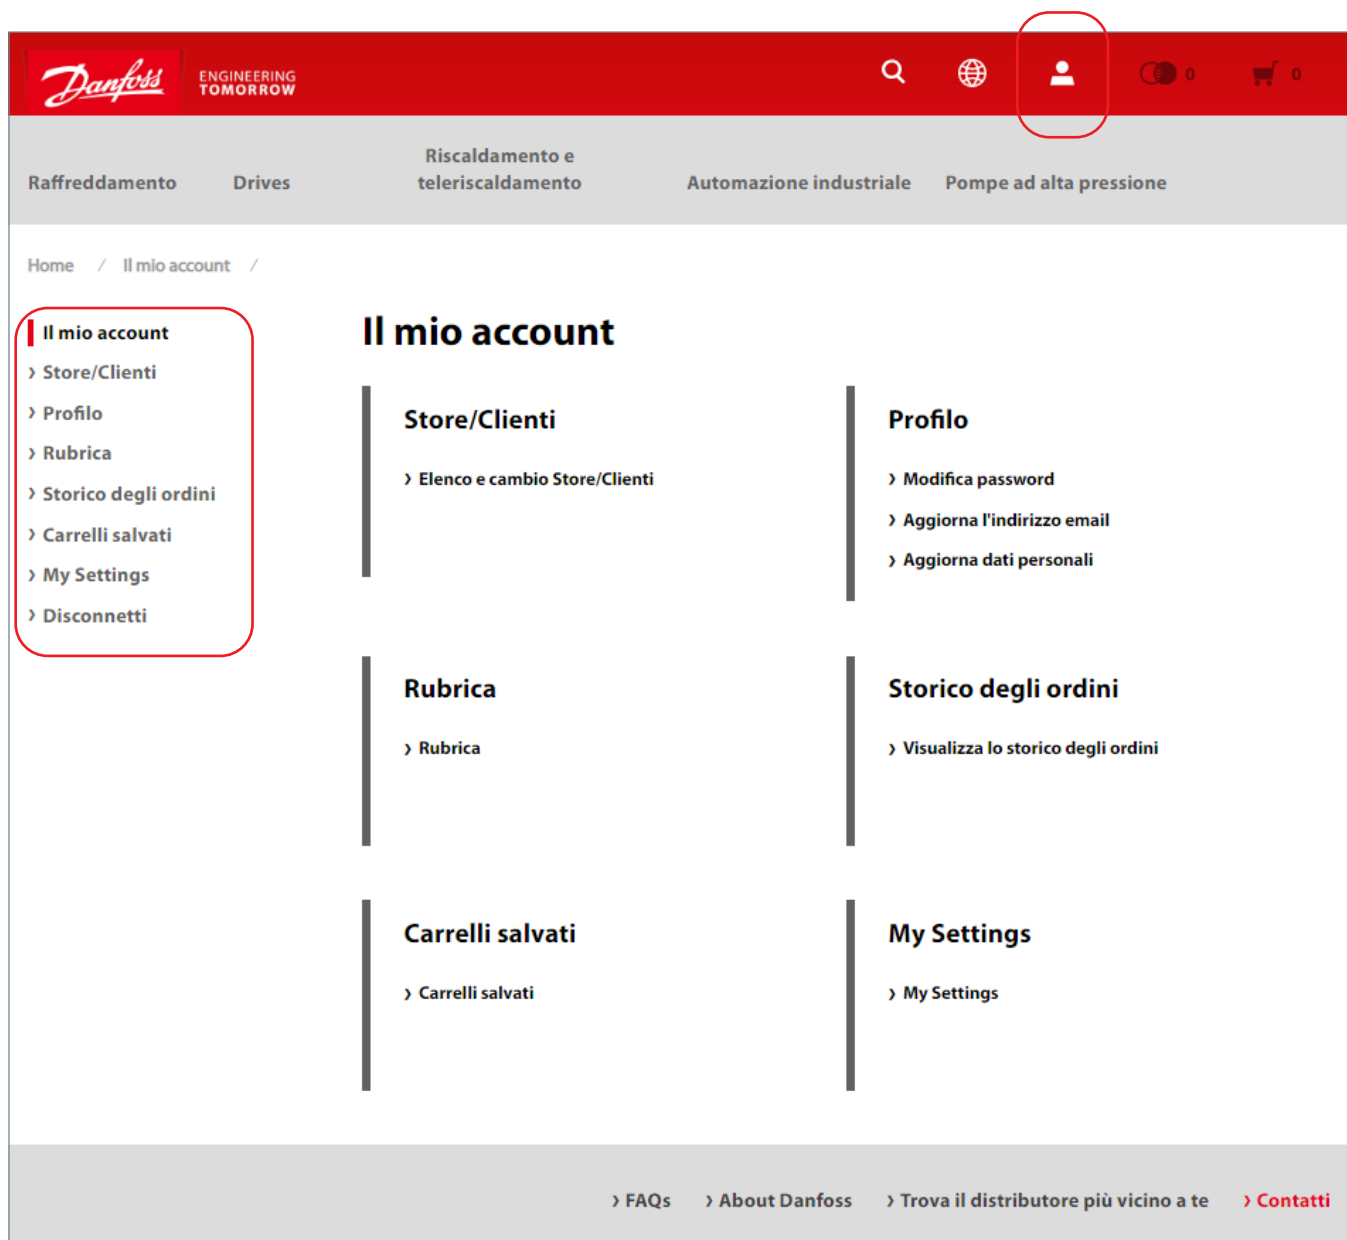 Danfoss
ENGINEERING
TOMORROW
0
0
Raffreddamento
Drives
Riscaldamento e
teleriscaldamento
Automazione industriale
Pompe ad alta pressione
Home / Il mio account /
Il mio account
› Store/Clienti
› Profilo
› Rubrica
› Storico degli ordini
› Carrelli salvati
› My Settings
› Disconnetti
Il mio account
Store/Clienti
› Elenco e cambio Store/Clienti
Profilo
› Modifica password
› Aggiorna l'indirizzo email
› Aggiorna dati personali
Rubrica
› Rubrica
Storico degli ordini
› Visualizza lo storico degli ordini
Carrelli salvati
› Carrelli salvati
My Settings
› My Settings
› FAQs › About Danfoss › Trova il distributore più vicino a te › Contatti